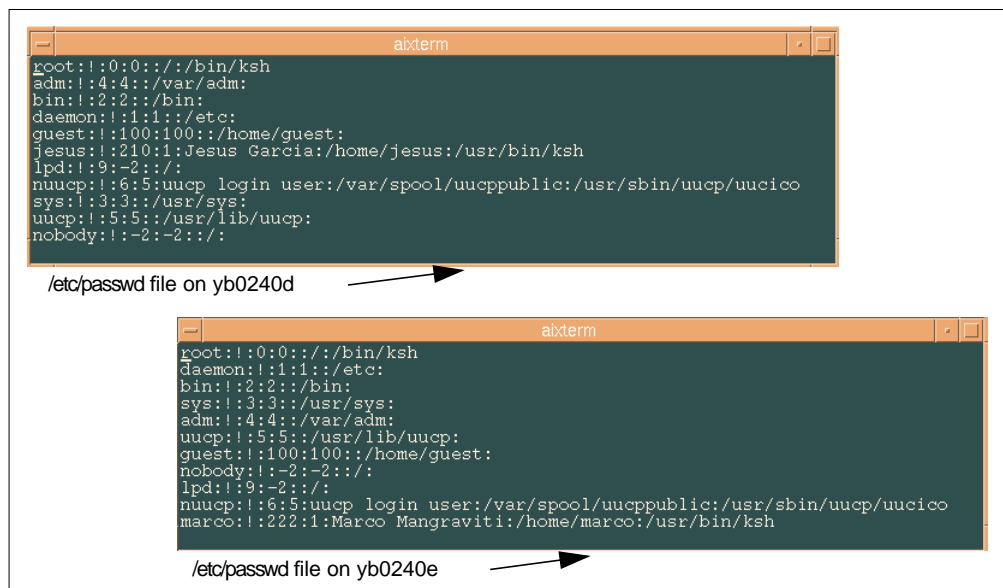 aixterm
root:!:0:0::/:/bin/ksh
adm:!:4:4::/var/adm:
bin:!:2:2::/bin:
daemon:!:1:1::/etc:
guest:!:100:100::/home/guest:
jesus:!:210:1:Jesus Garcia:/home/jesus:/usr/bin/ksh
lpd:!:9:-2::/:
nuucp:!:6:5:uucp login user:/var/spool/uucppublic:/usr/sbin/uucp/uucico
sys:!:3:3::/usr/sys:
uucp:!:5:5::/usr/lib/uucp:
nobody:!:-2:-2::/:
/etc/passwd file on yb0240d
aixterm
root:!:0:0::/:/bin/ksh
daemon:!:1:1::/etc:
bin:!:2:2::/bin:
sys:!:3:3::/usr/sys:
adm:!:4:4::/var/adm:
uucp:!:5:5::/usr/lib/uucp:
guest:!:100:100::/home/guest:
nobody:!:-2:-2::/:
lpd:!:9:-2::/:
nuucp:!:6:5:uucp login user:/var/spool/uucppublic:/usr/sbin/uucp/uucico
marco:!:222:1:Marco Mangraviti:/home/marco:/usr/bin/ksh
/etc/passwd file on yb0240e